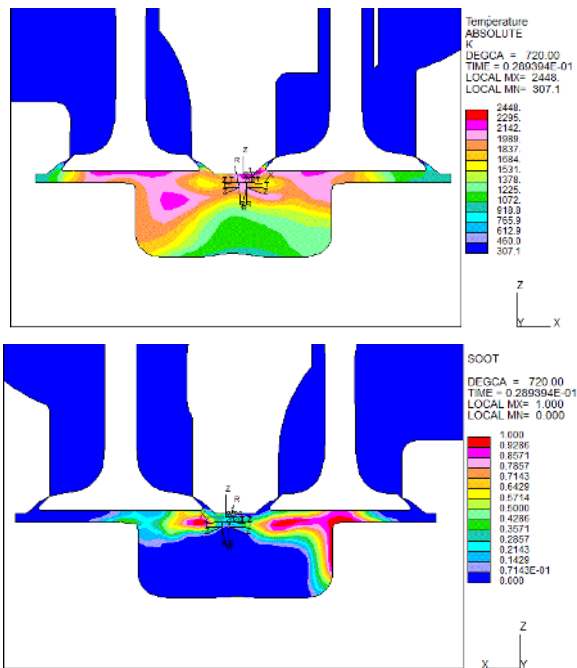 Temperature
ABSOLUTE
K
DEGCA = 720.00
TIME = 0.289394E-01
LOCAL MX= 2448.
LOCAL MN= 307.1
2448.
2295.
2142.
1989.
1837.
1684.
1531.
1378.
1225.
1072.
918.8
765.9
612.9
460.0
307.1
Z
R
Z
Y
X
SOOT
DEGCA = 720.00
TIME = 0.289394E-01
LOCAL MX= 1.000
LOCAL MN= 0.000
1.000
0.9286
0.8571
0.7857
0.7143
0.6429
0.5714
0.5000
0.4286
0.3571
0.2857
0.2143
0.1429
0.7143E-01
0.000
Z
R
Z
X
Y